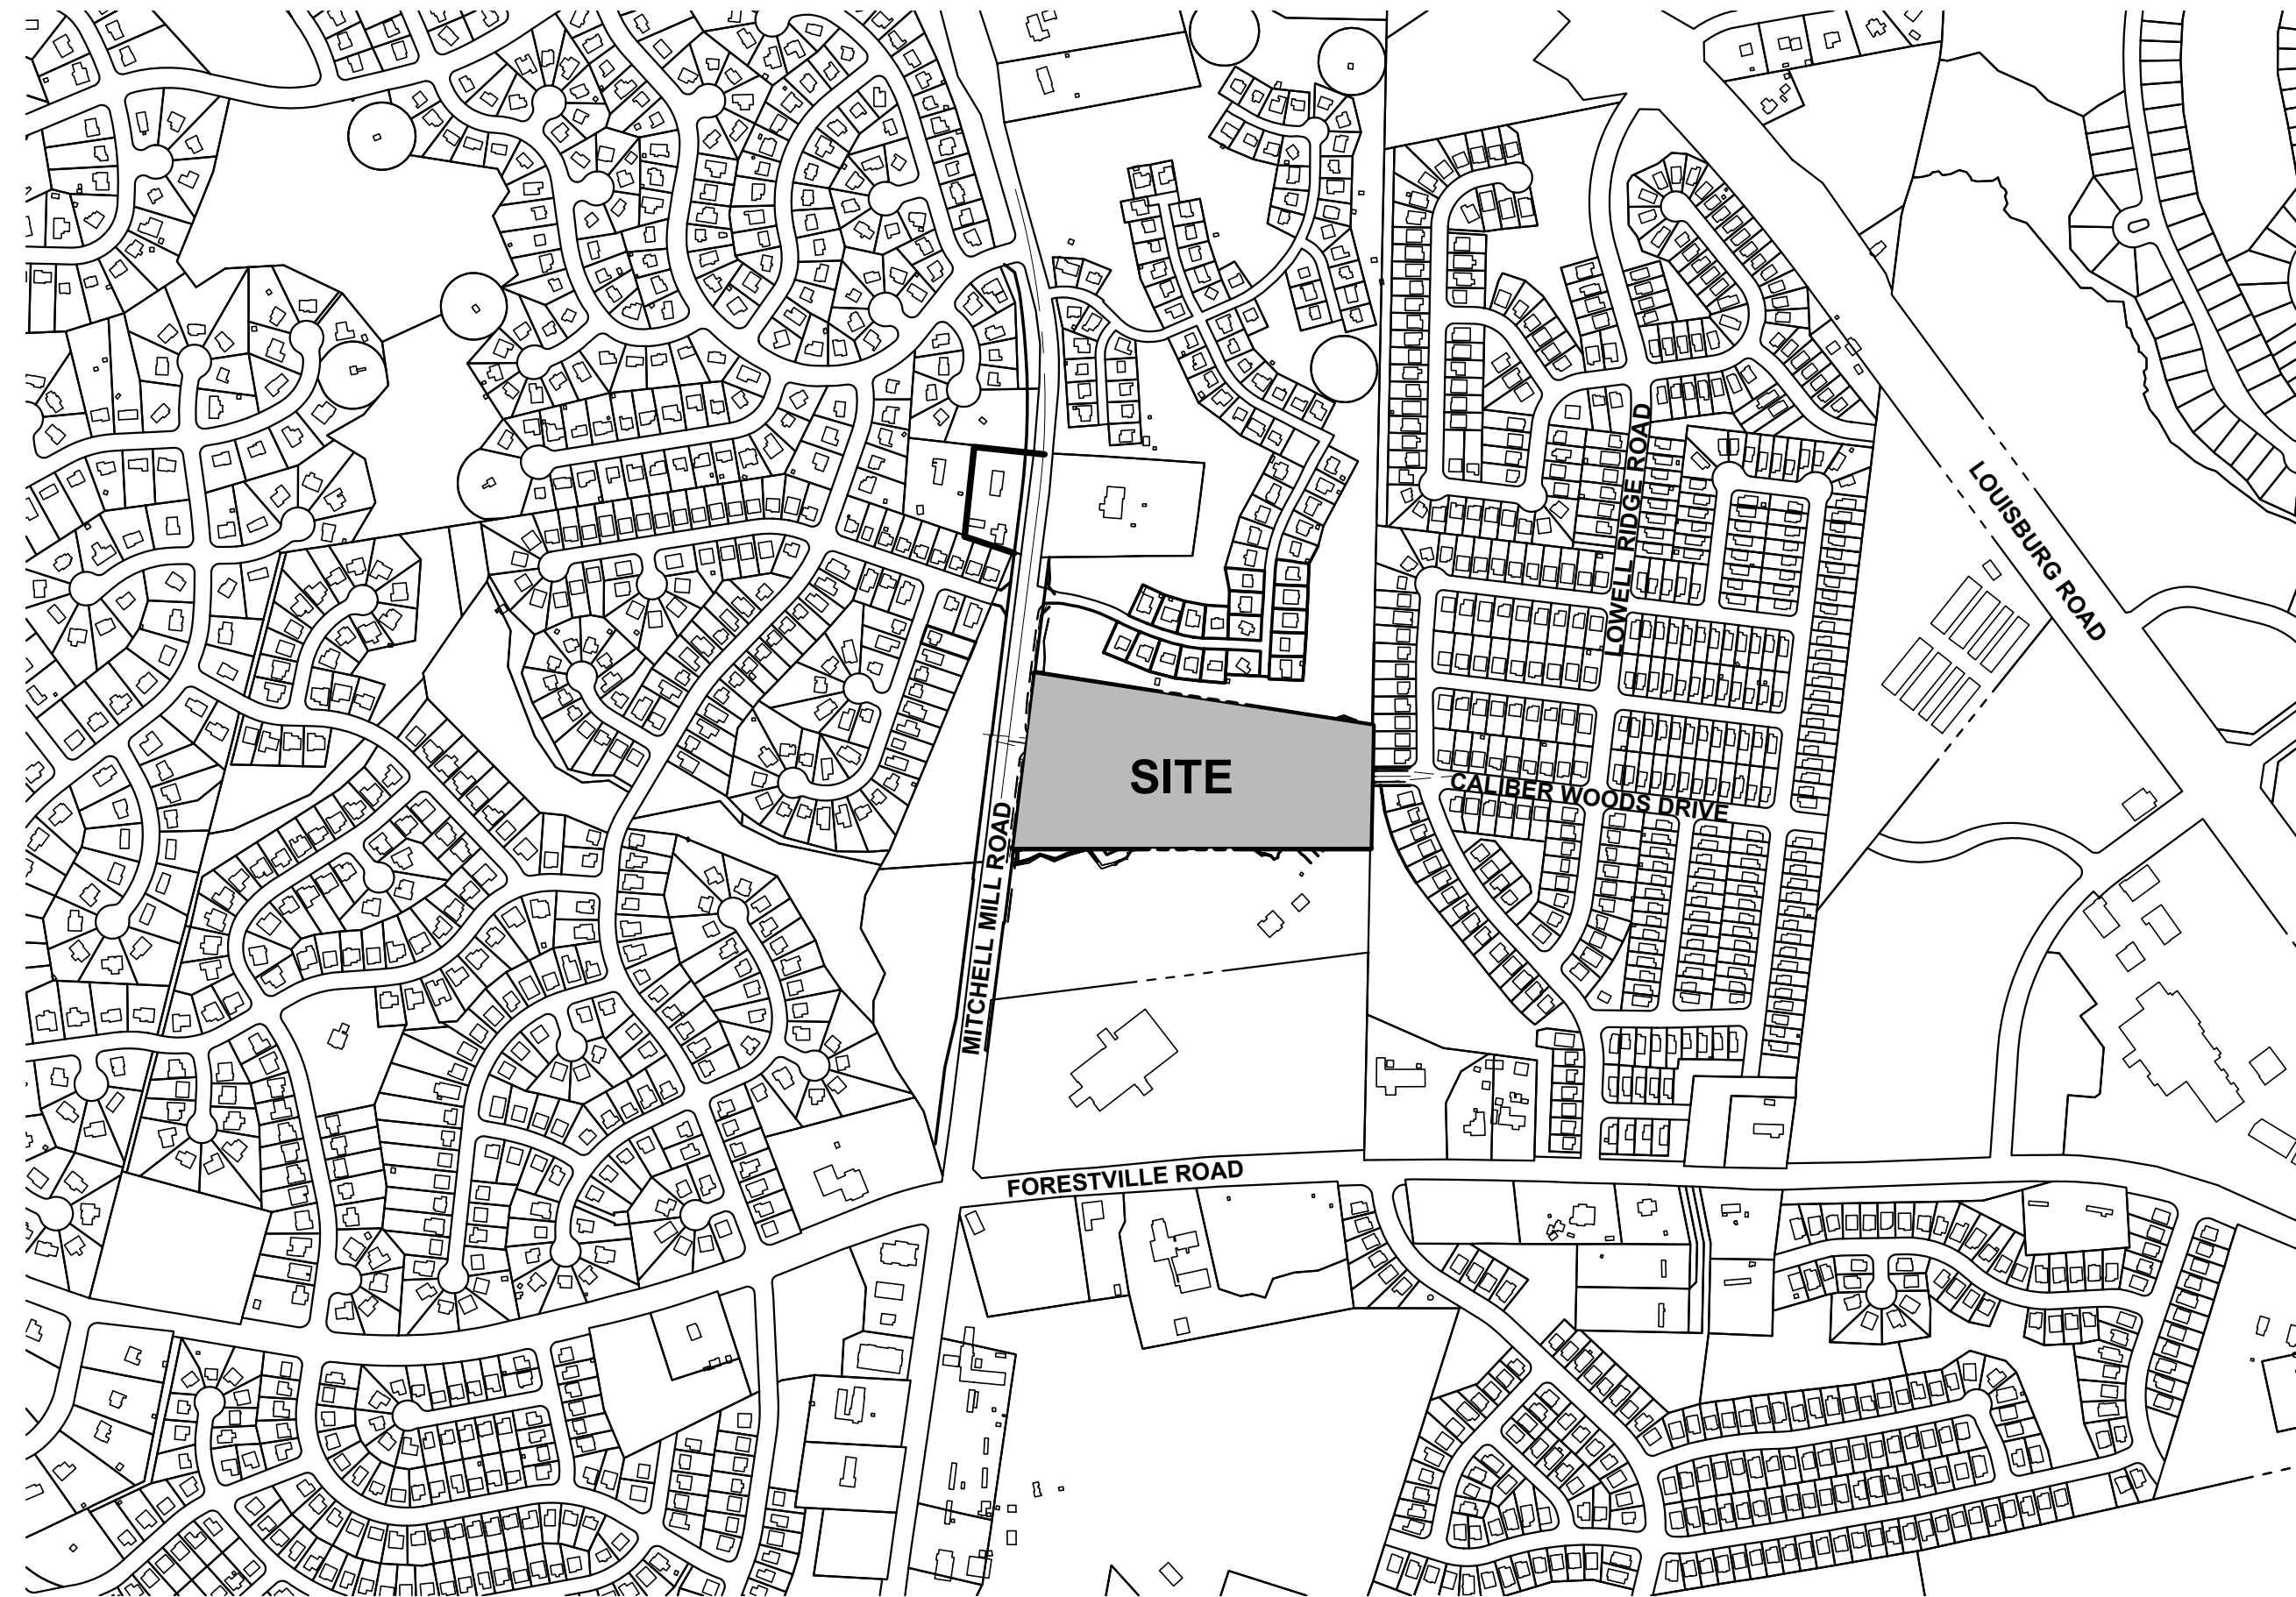 LOWELL RIDGE ROAD
LOUISBURG ROAD
SITE
CALIBER WOODS DRIVE
MITCHELL MILL ROAD
FORESTVILLE ROAD